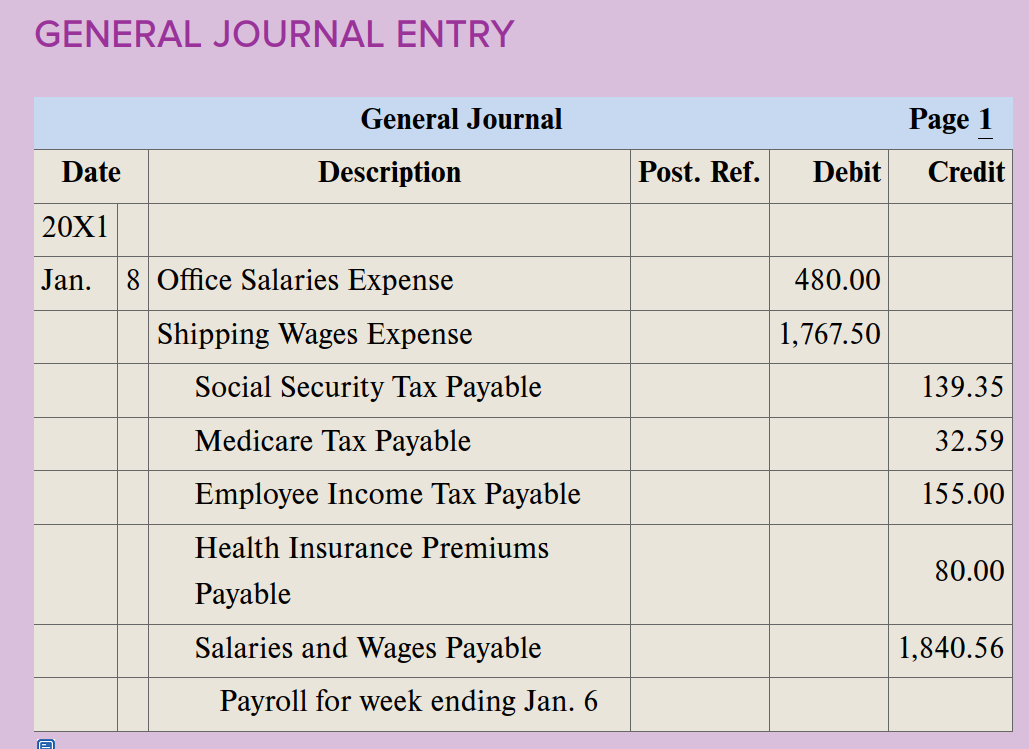 GENERAL JOURNAL ENTRY
General Journal Page 1
Date Description Post. Ref. Debit Credit
20X1
Jan. 8 Office Salaries Expense 480.00
Shipping Wages Expense 1,767.50
Social Security Tax Payable 139.35
Medicare Tax Payable 32.59
Employee Income Tax Payable 155.00
Health Insurance Premiums
Payable 80.00
Salaries and Wages Payable 1,840.56
Payroll for week ending Jan. 6